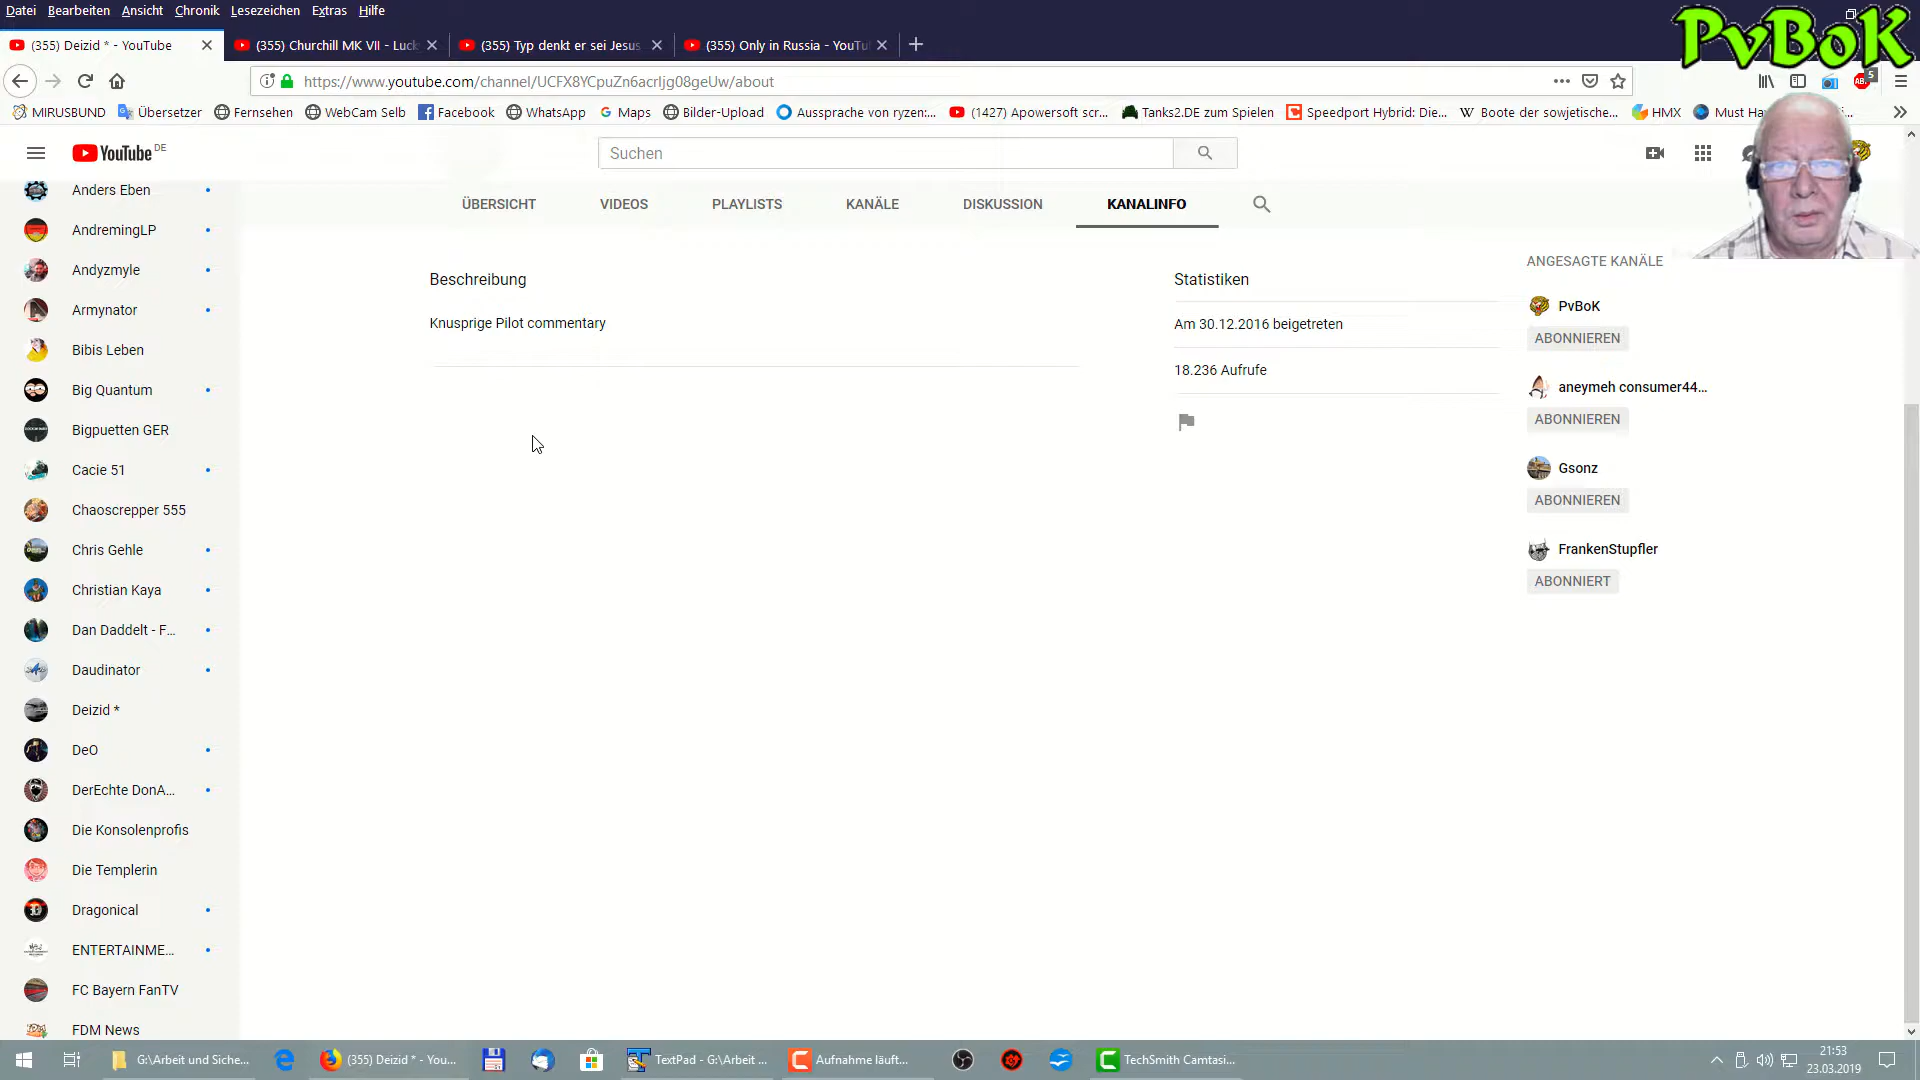 Datei Bearbeiten Ansicht Chronik Lesezeichen Extras Hilfe
PvBoK
(355) Deizid * - YouTube
(355) Churchill MK VII - Luck
(355) Typ denkt er sei Jesus
(355) Only in Russia - YouTu
https://www.youtube.com/channel/UCFX8YCpuZn6acrIjg08geUw/about
5
MIRUSBUND Übersetzer Fernsehen WebCam Selb Facebook WhatsApp Maps Bilder-Upload Aussprache von ryzen:... (1427) Apowersoft scr... Tanks2.DE zum Spielen Speedport Hybrid: Die... Boote der sowjetische... HMX Must Ha
YouTube DE
Suchen
ÜBERSICHT VIDEOS PLAYLISTS KANÄLE DISKUSSION KANALINFO
Anders Eben
AndremingLP
Andyzmyle
Armynator
Bibis Leben
Big Quantum
Bigpuetten GER
Cacie 51
Chaoscrepper 555
Chris Gehle
Christian Kaya
Dan Daddelt - F...
Daudinator
Deizid *
DeO
DerEchte DonA...
Die Konsolenprofis
Die Templerin
Dragonical
ENTERTAINME...
FC Bayern FanTV
FDM News
Beschreibung
Knusprige Pilot commentary
Statistiken
Am 30.12.2016 beigetreten
18.236 Aufrufe
ANGESAGTE KANÄLE
PvBoK
ABONNIEREN
aneymeh consumer44...
ABONNIEREN
Gsonz
ABONNIEREN
FrankenStupfler
ABONNIERT
G:\Arbeit und Siche...
(355) Deizid * - You...
TextPad - G:\Arbeit ...
Aufnahme läuft...
TechSmith Camtasi...
21:53
23.03.2019